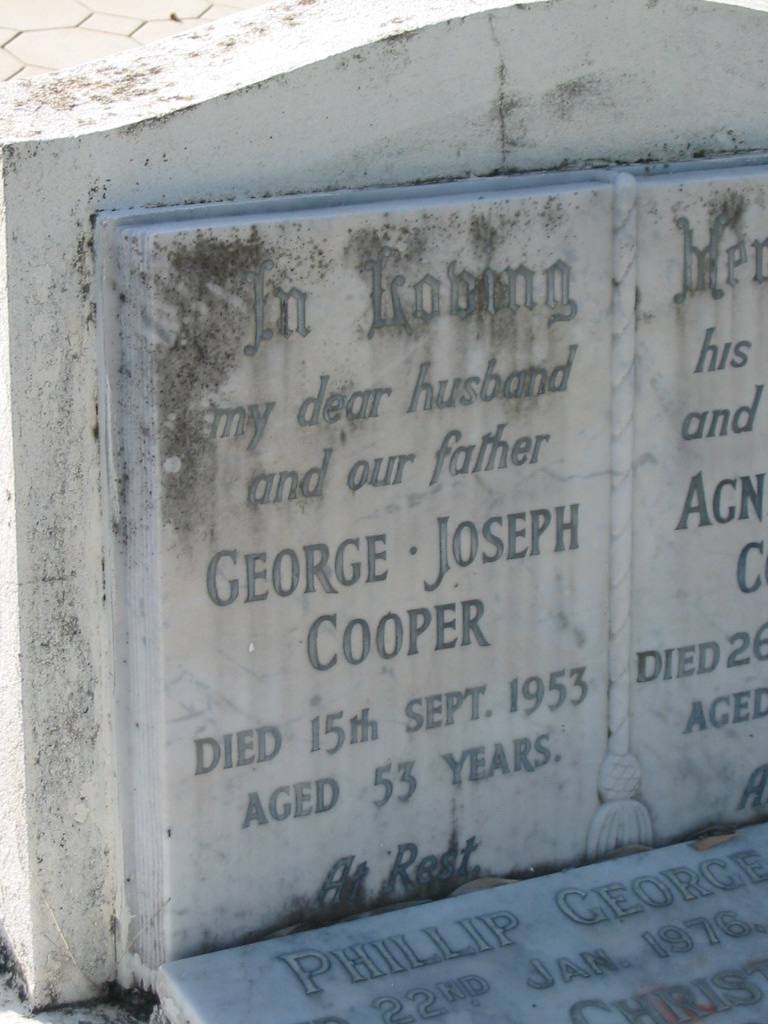 In Loving
my dear husband
and our father
GEORGE · JOSEPH
COOPER
DIED 15th SEPT. 1953
AGED 53 YEARS.
At Rest.
his
and
DIED 26
AGED
PHILLIP GEORGE
22ND JAN. 1976.